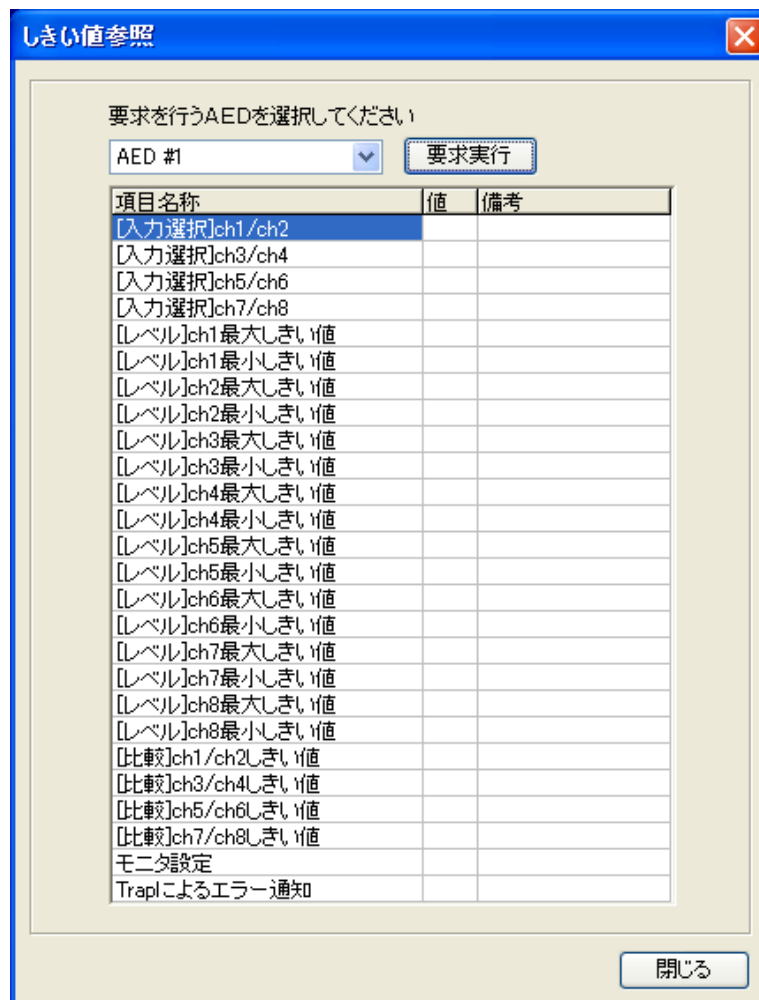 しきい値参照
要求を行うAEDを選択してください
AED #1 要求実行
項目名称 値 備考
[入力選択]ch1/ch2
[入力選択]ch3/ch4
[入力選択]ch5/ch6
[入力選択]ch7/ch8
[レベル]ch1最大しきい値
[レベル]ch1最小しきい値
[レベル]ch2最大しきい値
[レベル]ch2最小しきい値
[レベル]ch3最大しきい値
[レベル]ch3最小しきい値
[レベル]ch4最大しきい値
[レベル]ch4最小しきい値
[レベル]ch5最大しきい値
[レベル]ch5最小しきい値
[レベル]ch6最大しきい値
[レベル]ch6最小しきい値
[レベル]ch7最大しきい値
[レベル]ch7最小しきい値
[レベル]ch8最大しきい値
[レベル]ch8最小しきい値
[比較]ch1/ch2しきい値
[比較]ch3/ch4しきい値
[比較]ch5/ch6しきい値
[比較]ch7/ch8しきい値
モニタ設定
Trapによるエラー通知
閉じる